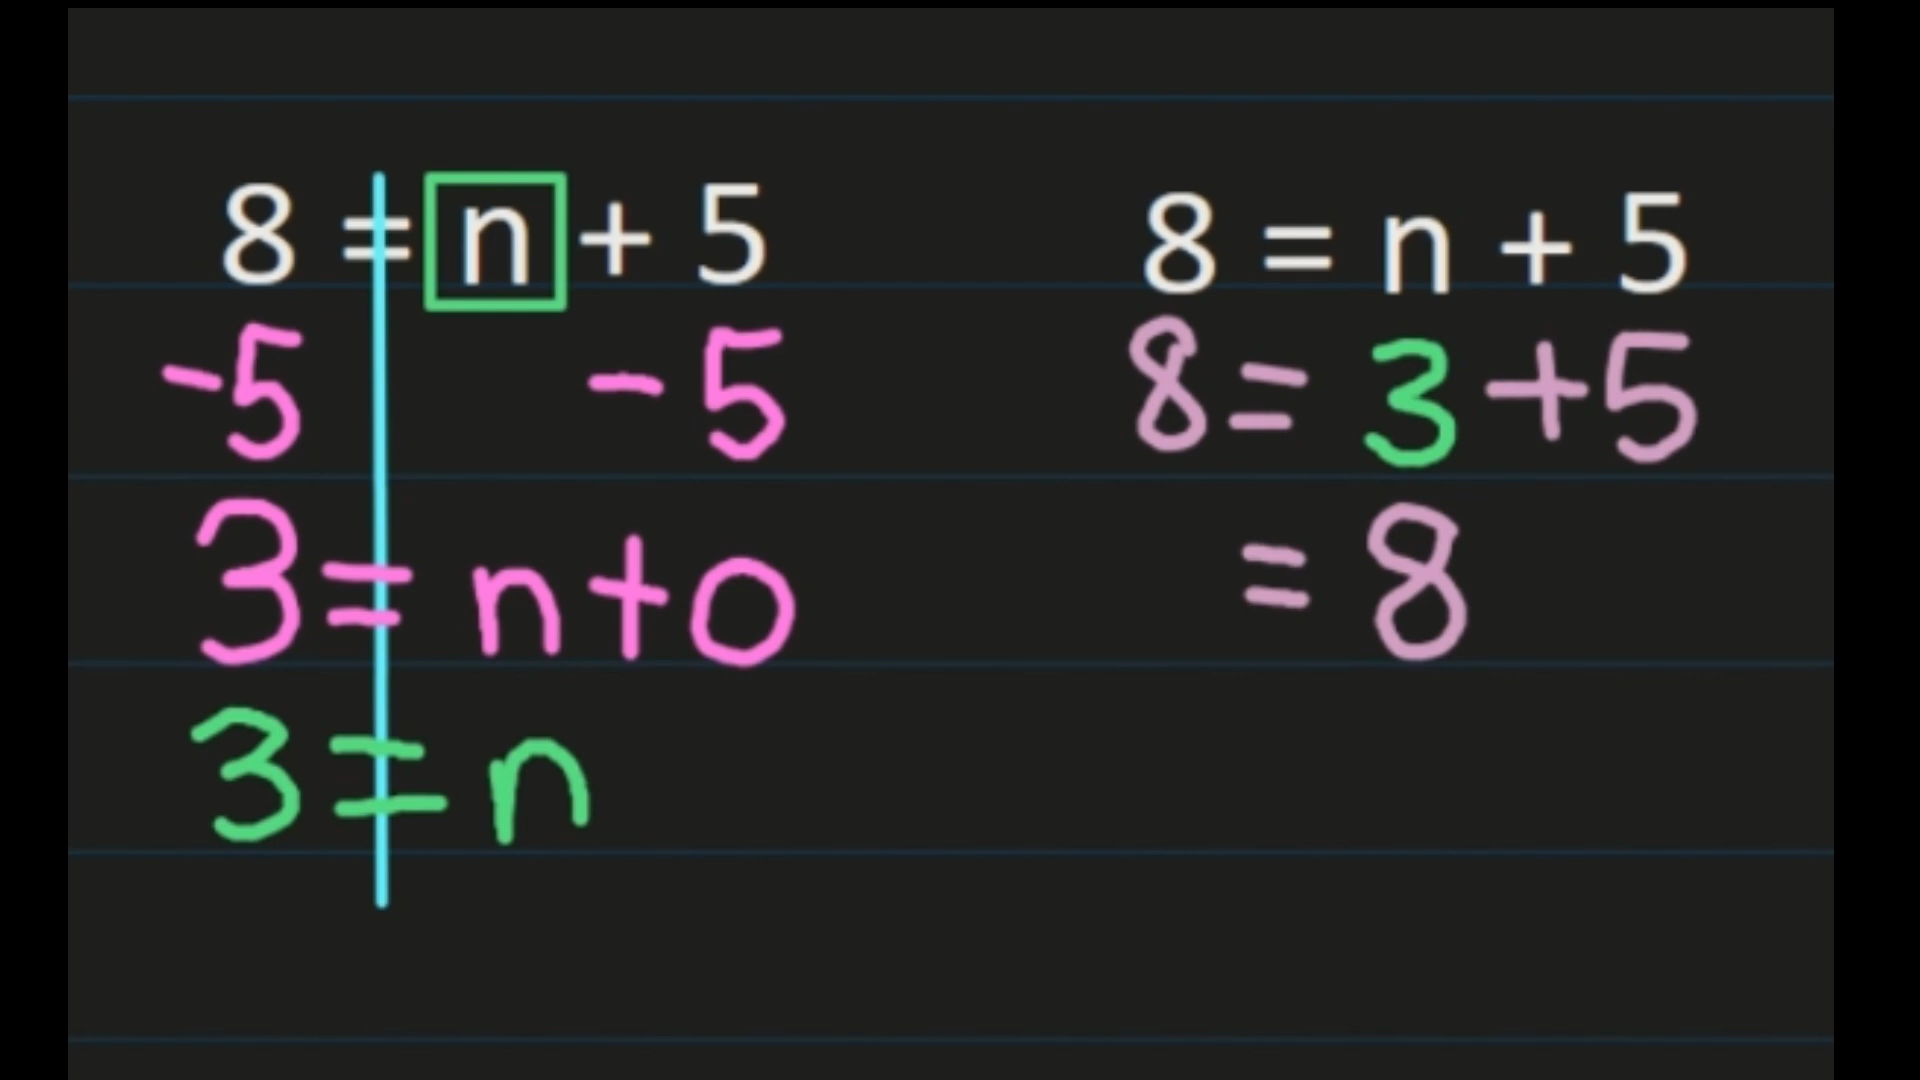 8 = n + 5
-5 - 5
3 = n + 0
3 = n
8 = n + 5
8 = 3 + 5
= 8